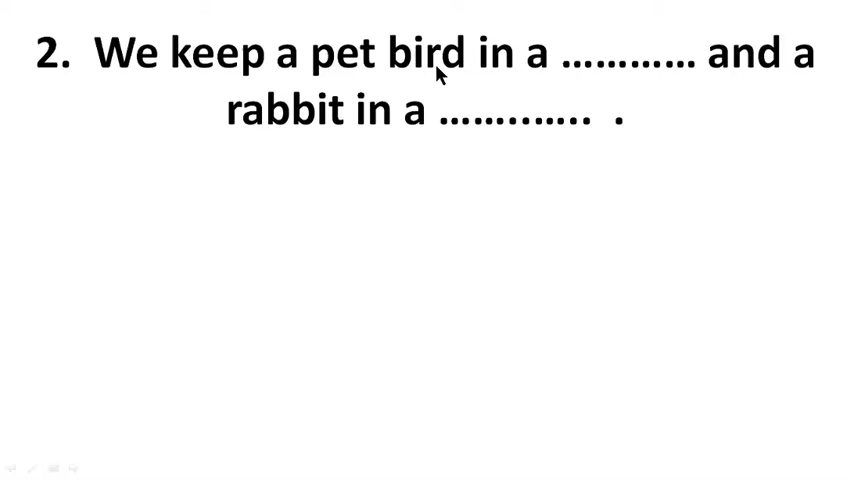 2. We keep a pet bird in a ………… and a
rabbit in a ……..….. .